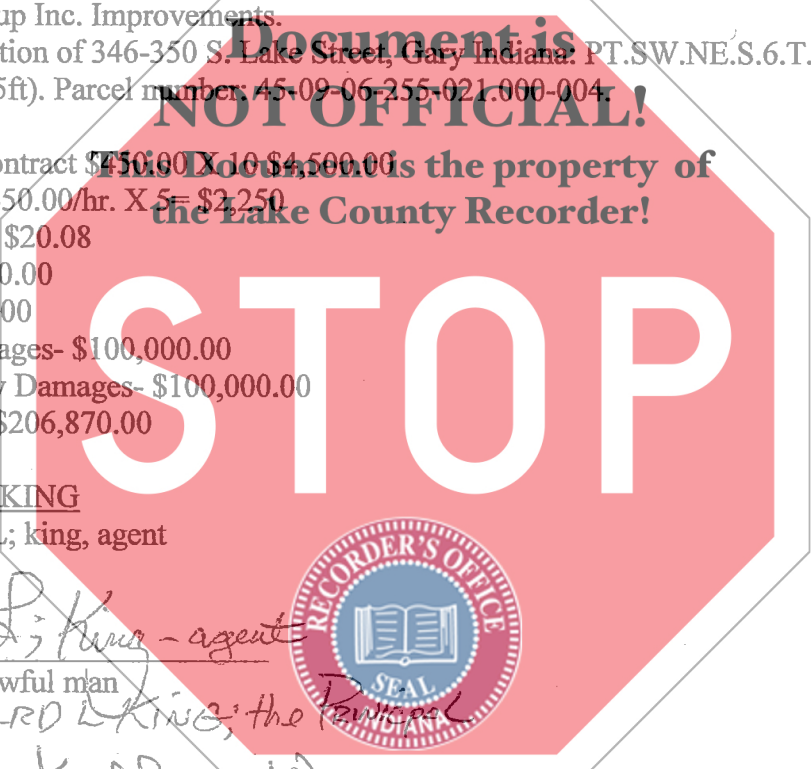 up Inc. Improvements.
tion of 346-350 S. Lake Street, Gary Indiana: PT.SW.NE.S.6.T.
5ft). Parcel number: 45-09-06-255-021.000-004.
Document is
NOT OFFICIAL!
This Document is the property of
the Lake County Recorder!
ontract $450.00 X 10 $4,500.00
50.00/hr. X 5= $2,250
$20.08
0.00
00
ages- $100,000.00
y Damages- $100,000.00
$206,870.00
STOP
KING
; king, agent
L; King - agent
wful man
RD L KING; the Principal
RECORDER'S OFFICE
SEAL
INDIANA